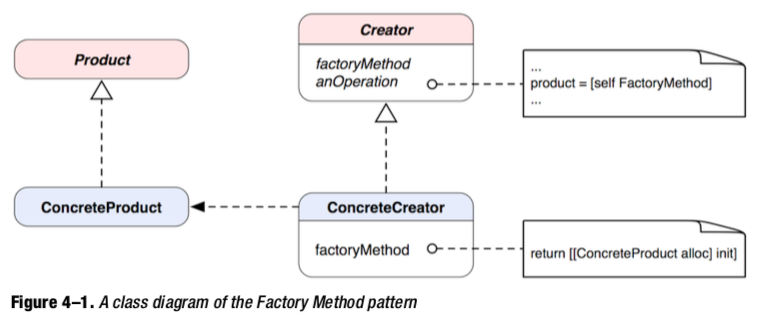 Product
Creator
factoryMethod
anOperation
...
product = [self FactoryMethod]
...
ConcreteProduct
ConcreteCreator
factoryMethod
return [[ConcreteProduct alloc] init]
Figure 4–1. A class diagram of the Factory Method pattern